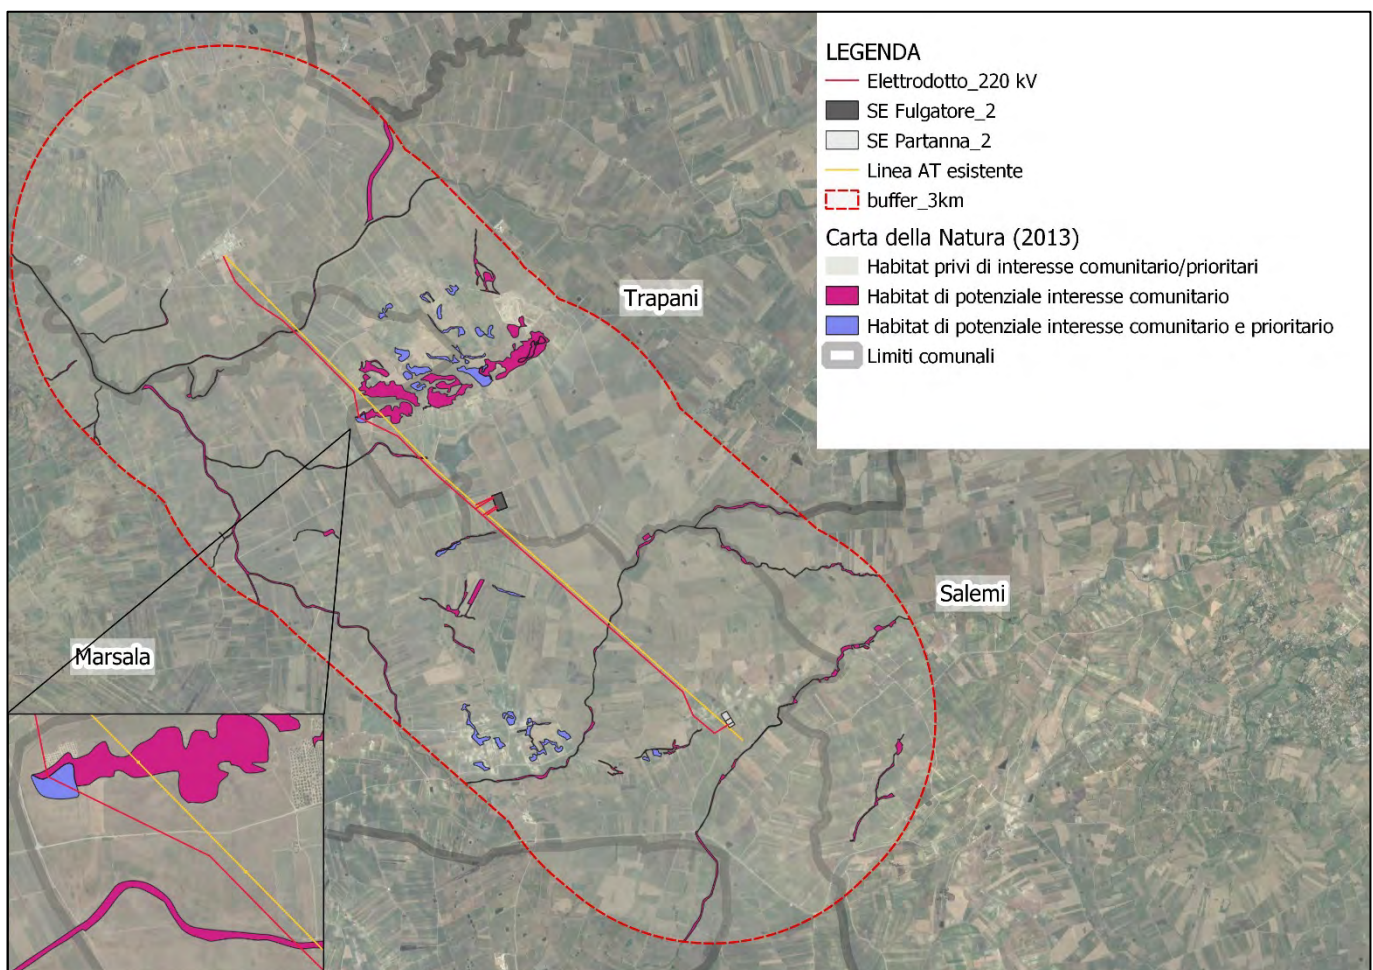 LEGENDA
Elettrodotto_220 kV
SE Fulgatore_2
SE Partanna_2
Linea AT esistente
buffer_3km
Carta della Natura (2013)
Habitat privi di interesse comunitario/prioritari
Habitat di potenziale interesse comunitario
Habitat di potenziale interesse comunitario e prioritario
Limiti comunali
Trapani
Salemi
Marsala